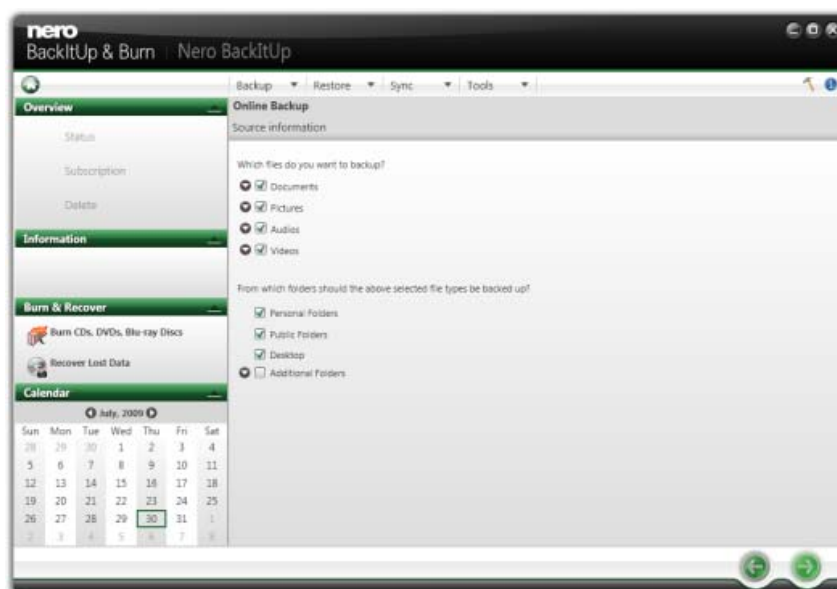 nero
BackItUp & Burn | Nero BackItUp
Backup Restore Sync Tools
Overview
Status
Subscription
Delete
Information
Burn & Recover
Burn CDs, DVDs, Blu-ray Discs
Recover Lost Data
Calendar
July, 2009
Sun Mon Tue Wed Thu Fri Sat
28 29 30 1 2 3 4
5 6 7 8 9 10 11
12 13 14 15 16 17 18
19 20 21 22 23 24 25
26 27 28 29 30 31 1
2 3 4 5 6 7 8
Online Backup
Source information
Which files do you want to backup?
Documents
Pictures
Audios
Videos
From which folders should the above selected file types be backed up?
Personal Folders
Public Folders
Desktop
Additional Folders